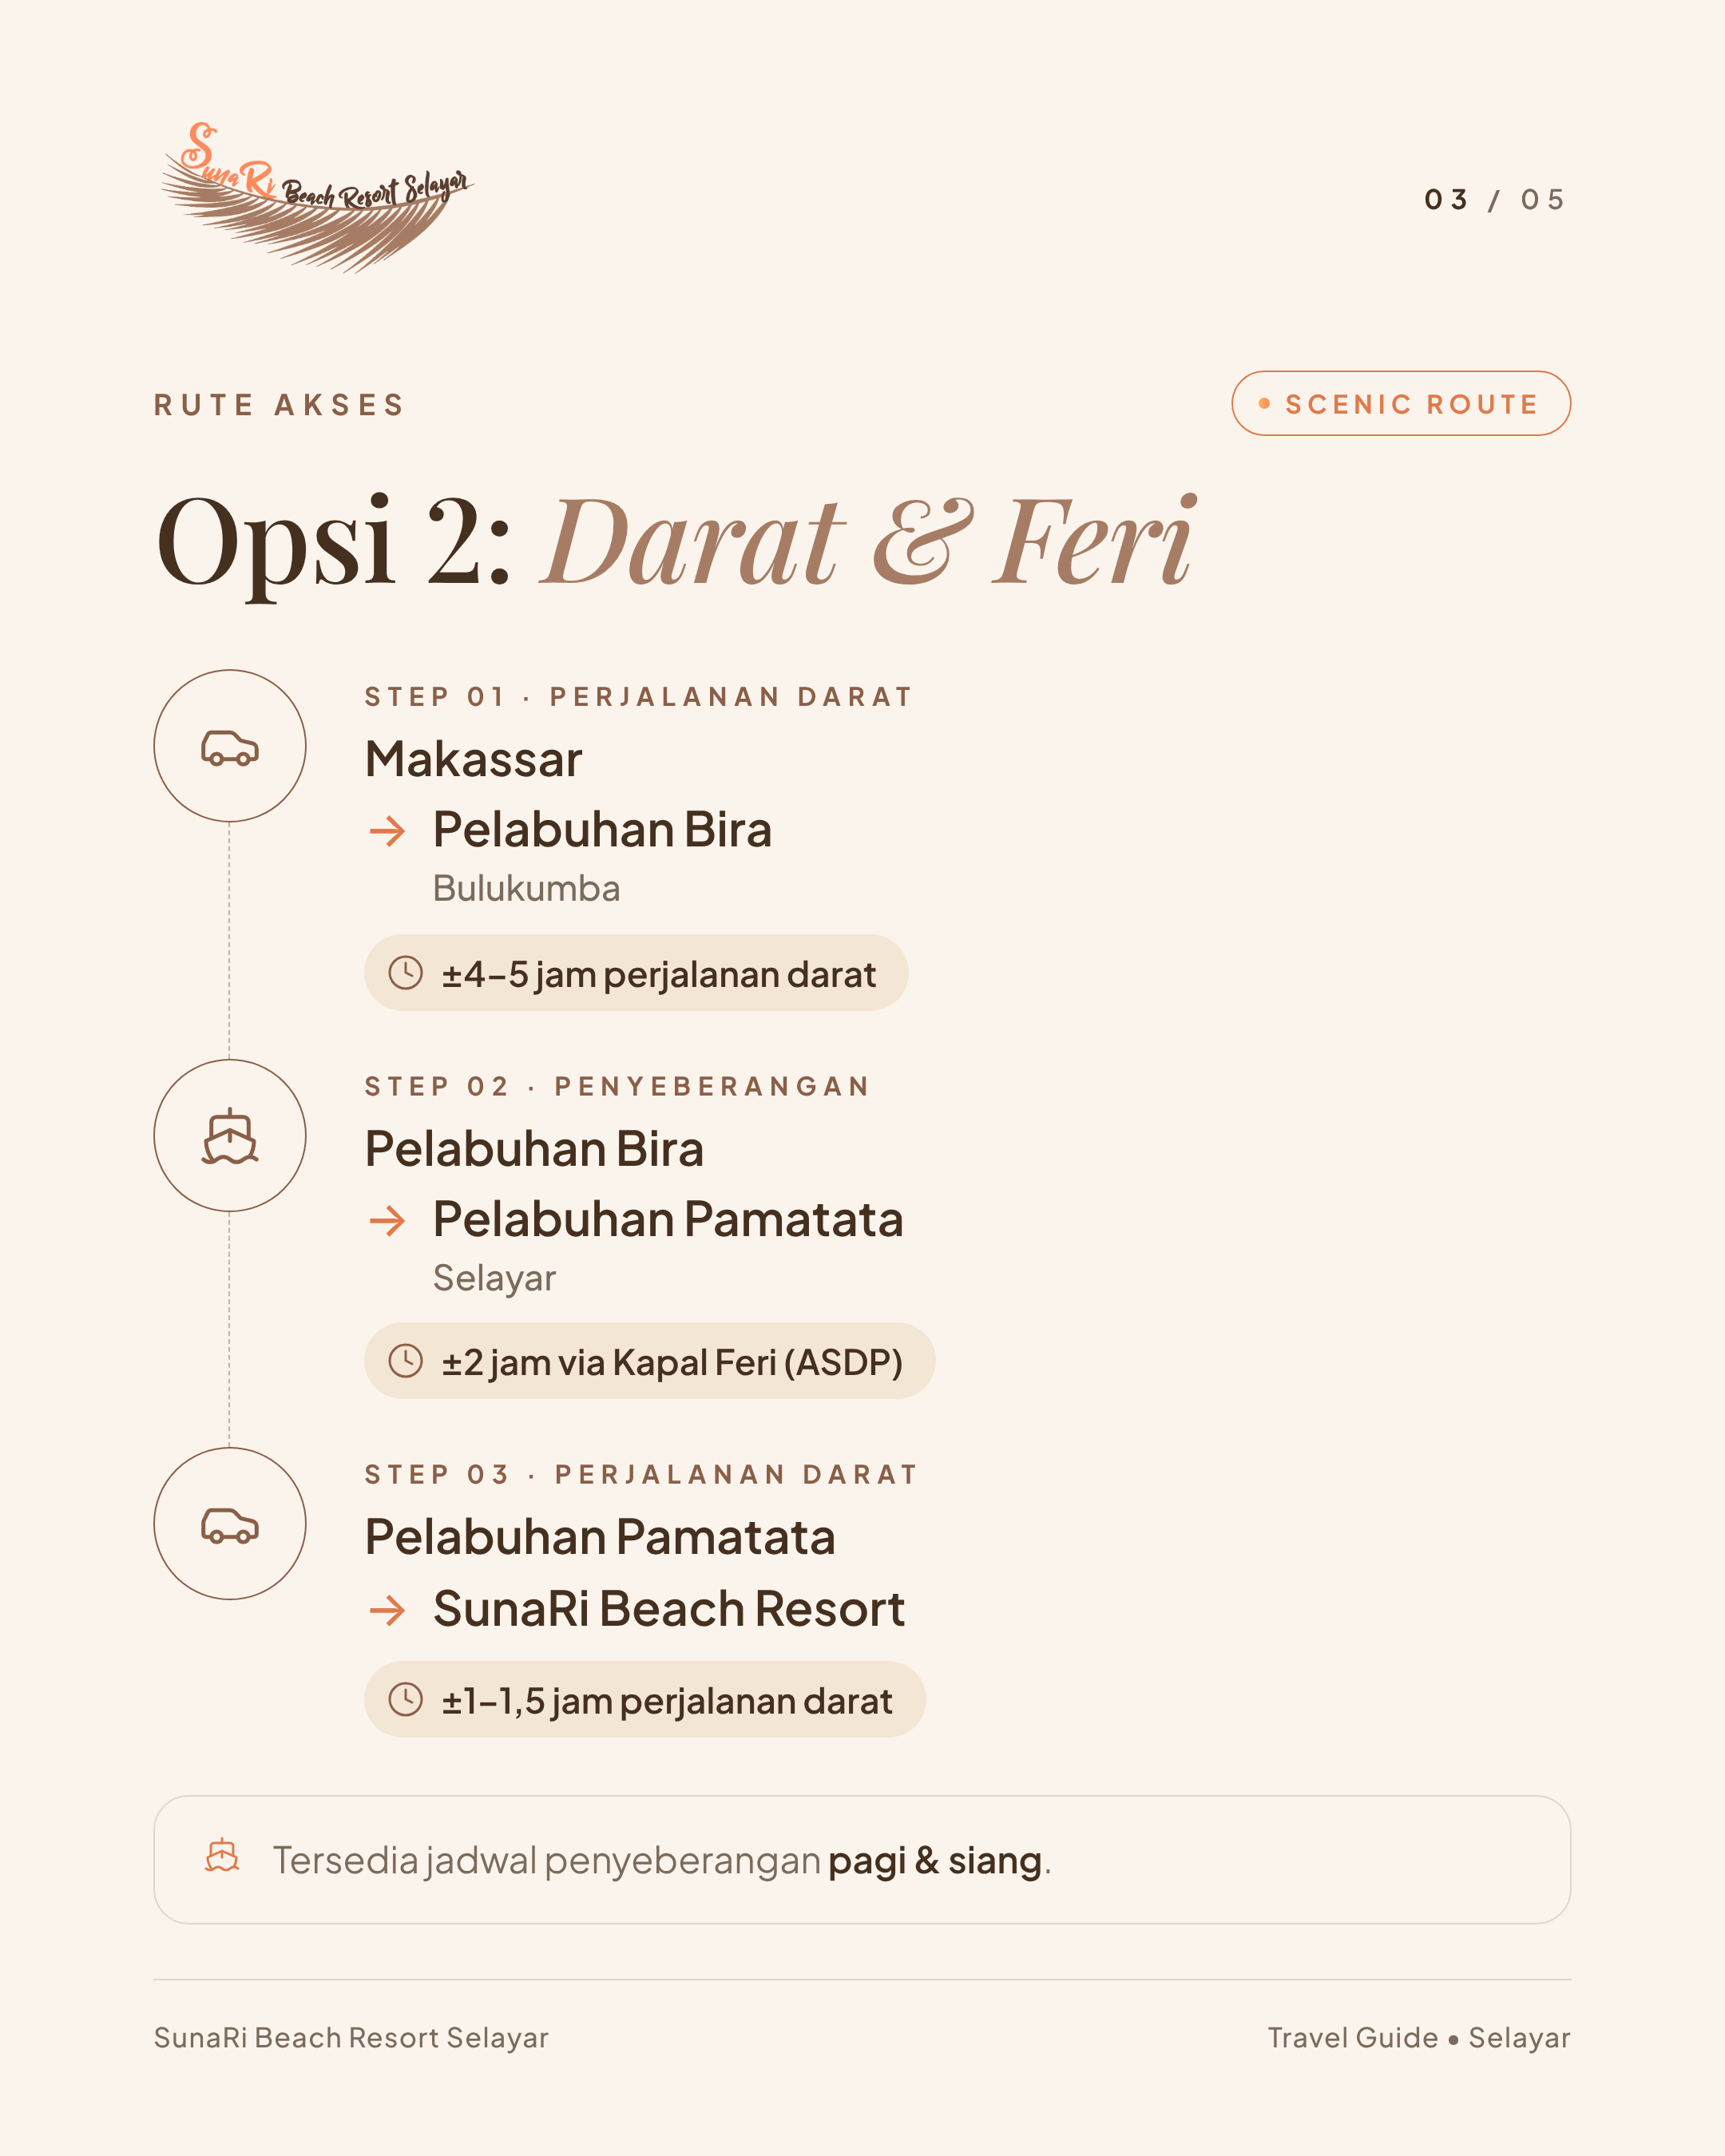 SunaRi Beach Resort Selayar
03 / 05
RUTE AKSES
• SCENIC ROUTE
Opsi 2: Darat & Feri
STEP 01 · PERJALANAN DARAT
Makassar
→ Pelabuhan Bira
Bulukumba
±4–5 jam perjalanan darat
STEP 02 · PENYEBERANGAN
Pelabuhan Bira
→ Pelabuhan Pamatata
Selayar
±2 jam via Kapal Feri (ASDP)
STEP 03 · PERJALANAN DARAT
Pelabuhan Pamatata
→ SunaRi Beach Resort
±1–1,5 jam perjalanan darat
Tersedia jadwal penyeberangan pagi & siang.
SunaRi Beach Resort Selayar
Travel Guide • Selayar